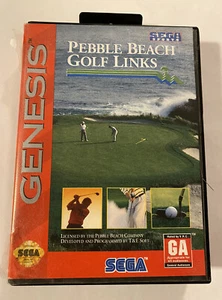 SEGA
SPORTS
PEBBLE BEACH
GOLF LINKS
GENESIS
LICENSED BY THE PEBBLE BEACH COMPANY
DEVELOPED AND PROGRAMMED BY T&E SOFT
SEGA
GA